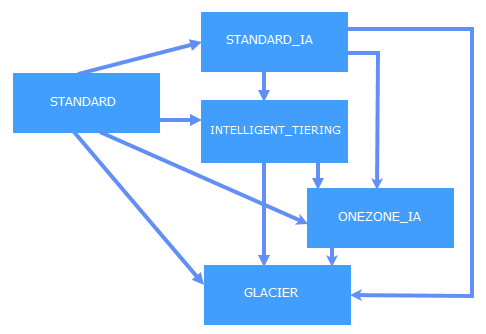 STANDARD_IA
STANDARD
INTELLIGENT_TIERING
ONEZONE_IA
GLACIER